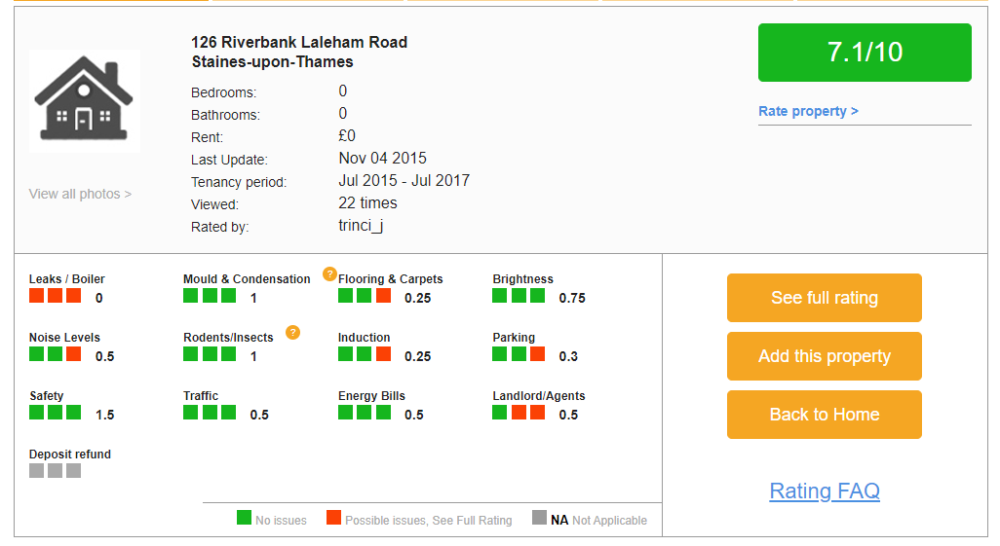 126 Riverbank Laleham Road
Staines-upon-Thames
7.1/10
Bedrooms: 0
Bathrooms: 0
Rent: £0
Last Update: Nov 04 2015
Tenancy period: Jul 2015 - Jul 2017
Viewed: 22 times
Rated by: trinci_j
Rate property >
View all photos >
Leaks / Boiler
0
Mould & Condensation ?
1
Flooring & Carpets
0.25
Brightness
0.75
Noise Levels
0.5
Rodents/Insects ?
1
Induction
0.25
Parking
0.3
Safety
1.5
Traffic
0.5
Energy Bills
0.5
Landlord/Agents
0.5
Deposit refund
No issues
Possible issues, See Full Rating
NA Not Applicable
See full rating
Add this property
Back to Home
Rating FAQ